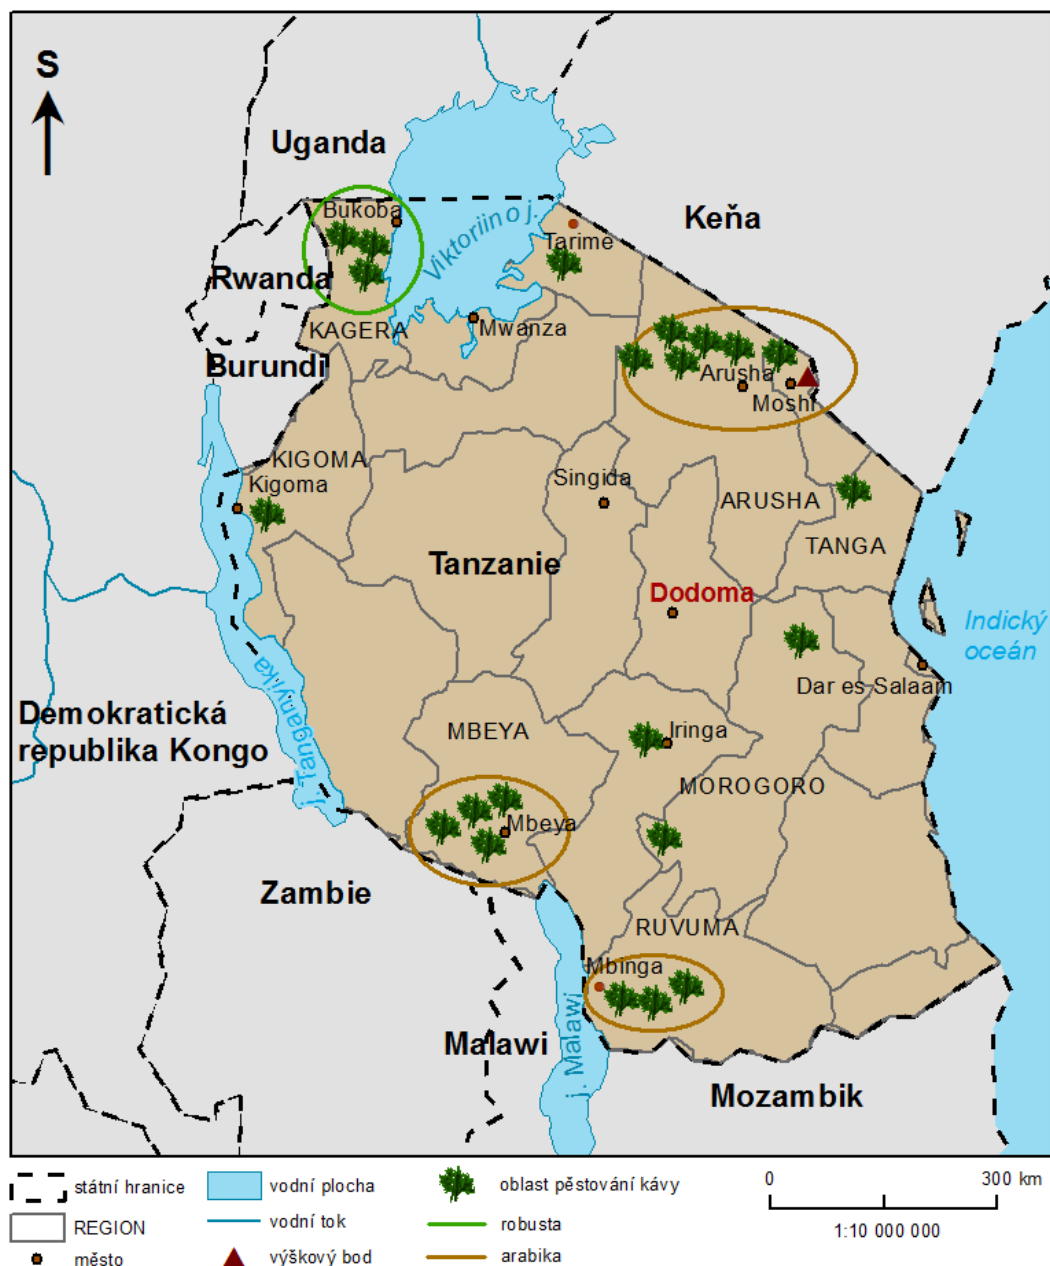 S
Uganda
Keňa
Bukoba
Viktoriino j.
Tarime
Rwanda
KAGERA
Mwanza
Burundi
Arusha
Moshi
KIGOMA
Kigoma
Singida
ARUSHA
TANGA
Tanzanie
Dodoma
Indický
oceán
Dar es Salaam
j. Tanganyika
Demokratická
republika Kongo
MBEYA
Iringa
MOROGORO
Mbeya
Zambie
RUVUMA
Mbinga
j. Malawi
Malawi
Mozambik
státní hranice
vodní plocha
oblast pěstování kávy
0 300 km
REGION
vodní tok
robusta
1:10 000 000
město
výškový bod
arabika